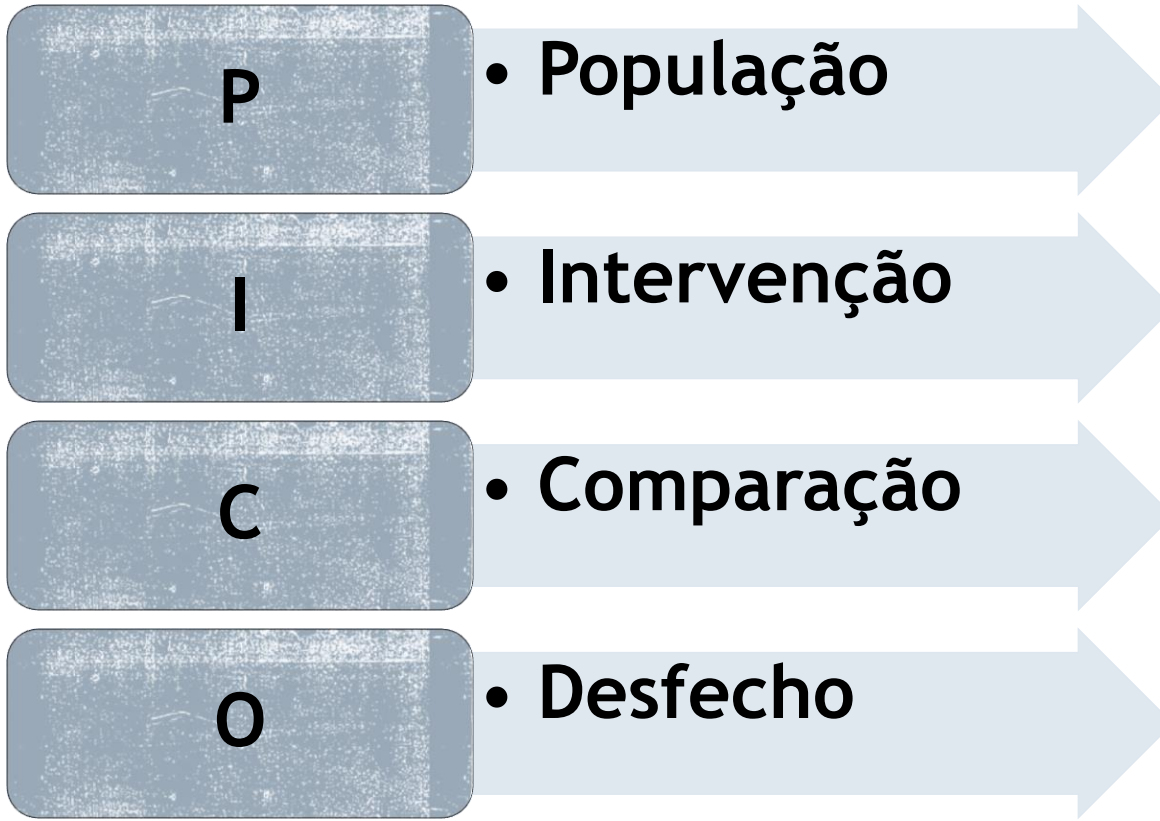 P
• População
I
• Intervenção
C
• Comparação
O
• Desfecho